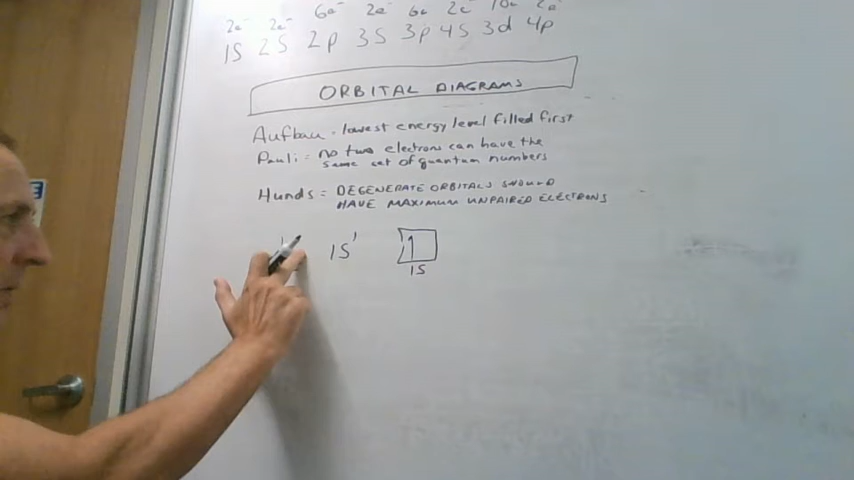 2e⁻ 2e⁻ 6e⁻ 2e⁻ 6e 2e⁻ 10e⁻ 2e⁻
1S 2S 2p 3S 3p 4S 3d 4p
ORBITAL DIAGRAMS
Aufbau - lowest energy level filled first
Pauli = no two electrons can have the
same set of quantum numbers
Hunds = DEGENERATE ORBITALS SHOULD
HAVE MAXIMUM UNPAIRED ELECTRONS
1S¹ ↿
1S